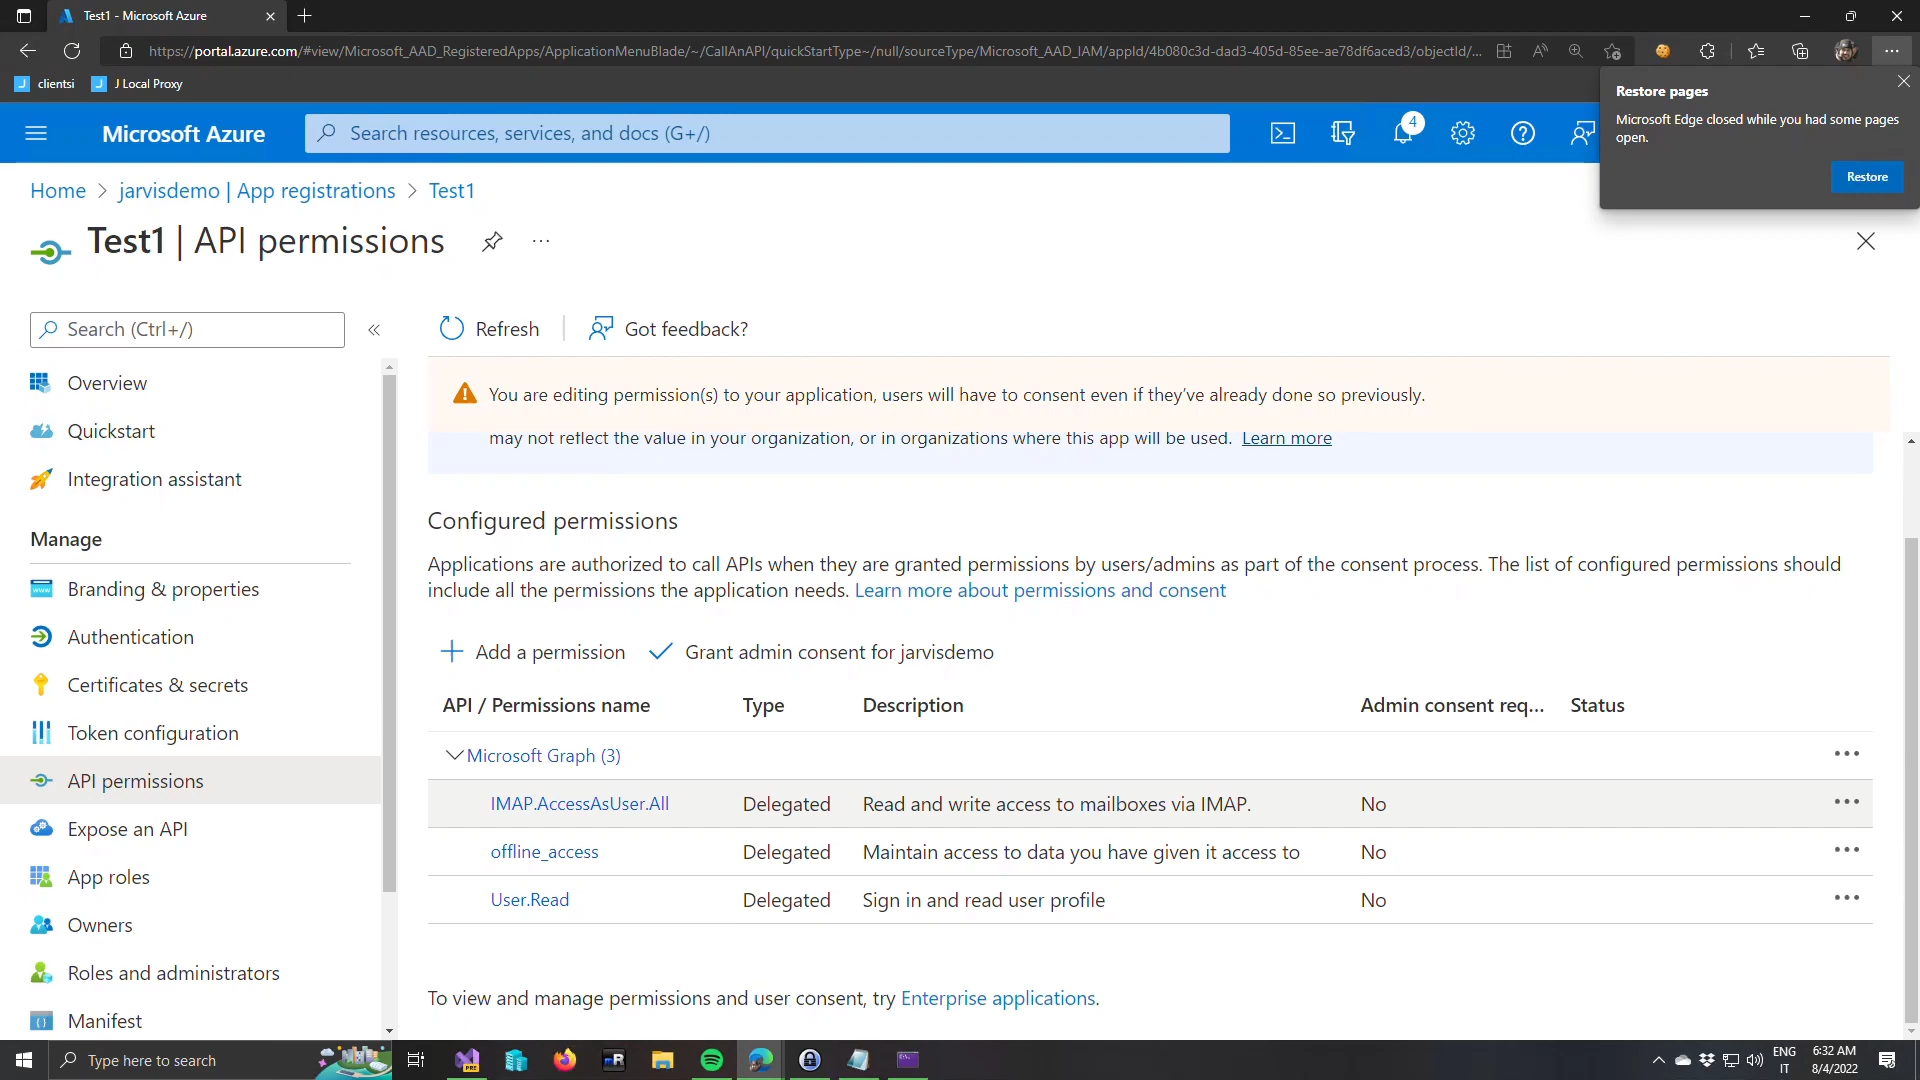 Test1 - Microsoft Azure
https://portal.azure.com/#view/Microsoft_AAD_RegisteredApps/ApplicationMenuBlade/~/CallAnAPI/quickStartType~/null/sourceType/Microsoft_AAD_IAM/appId/4b080c3d-dad3-405d-85ee-ae78df6aced3/objectId/...
clientsi
J Local Proxy
Restore pages
Microsoft Edge closed while you had some pages
open.
Restore
Microsoft Azure
Search resources, services, and docs (G+/)
4
Home > jarvisdemo | App registrations > Test1
Test1 | API permissions
Search (Ctrl+/)
Overview
Quickstart
Integration assistant
Manage
Branding & properties
Authentication
Certificates & secrets
Token configuration
API permissions
Expose an API
App roles
Owners
Roles and administrators
Manifest
Refresh
Got feedback?
You are editing permission(s) to your application, users will have to consent even if they’ve already done so previously.
may not reflect the value in your organization, or in organizations where this app will be used. Learn more
Configured permissions
Applications are authorized to call APIs when they are granted permissions by users/admins as part of the consent process. The list of configured permissions should
include all the permissions the application needs. Learn more about permissions and consent
Add a permission
Grant admin consent for jarvisdemo
API / Permissions name Type Description Admin consent req... Status
Microsoft Graph (3)
IMAP.AccessAsUser.All Delegated Read and write access to mailboxes via IMAP. No
offline_access Delegated Maintain access to data you have given it access to No
User.Read Delegated Sign in and read user profile No
To view and manage permissions and user consent, try Enterprise applications.
Type here to search
PRE
ENG
IT
6:32 AM
8/4/2022